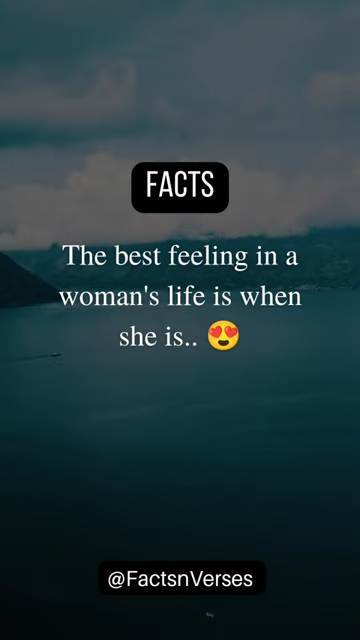 FACTS
The best feeling in a
woman's life is when
she is.. 😍
@FactsnVerses